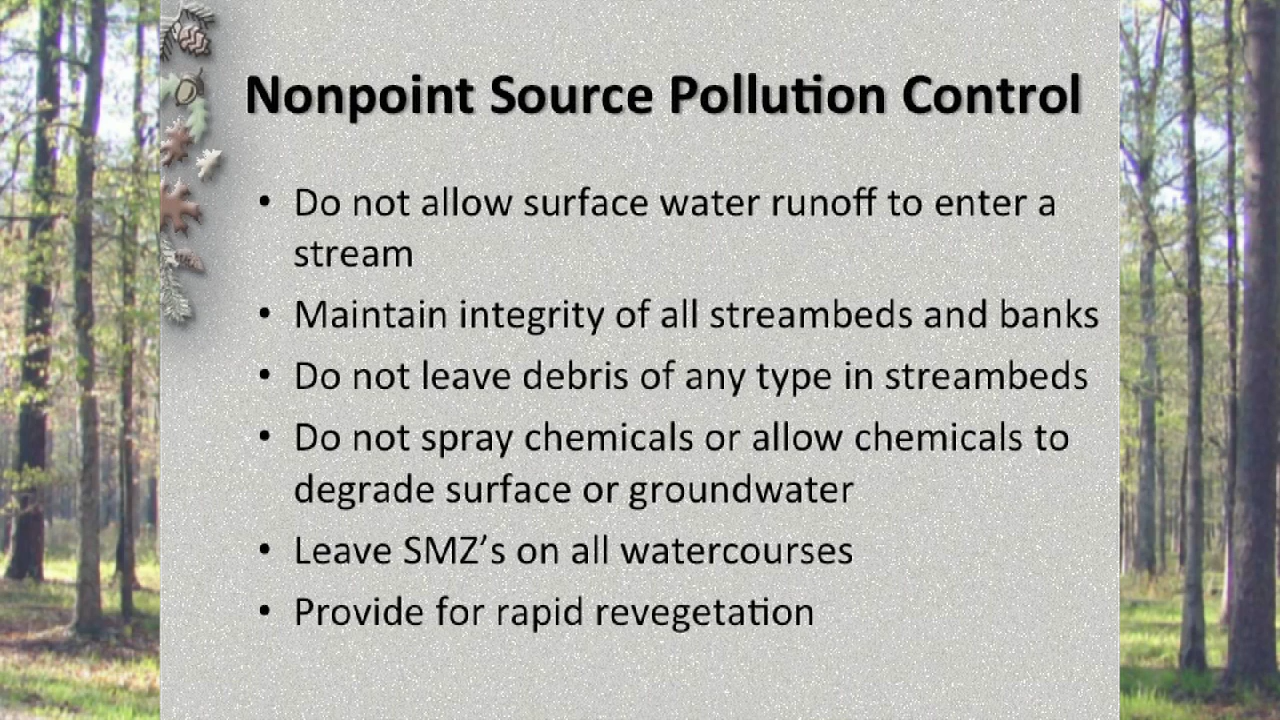 Nonpoint Source Pollution Control
• Do not allow surface water runoff to enter a
stream
• Maintain integrity of all streambeds and banks
• Do not leave debris of any type in streambeds
• Do not spray chemicals or allow chemicals to
degrade surface or groundwater
• Leave SMZ’s on all watercourses
• Provide for rapid revegetation